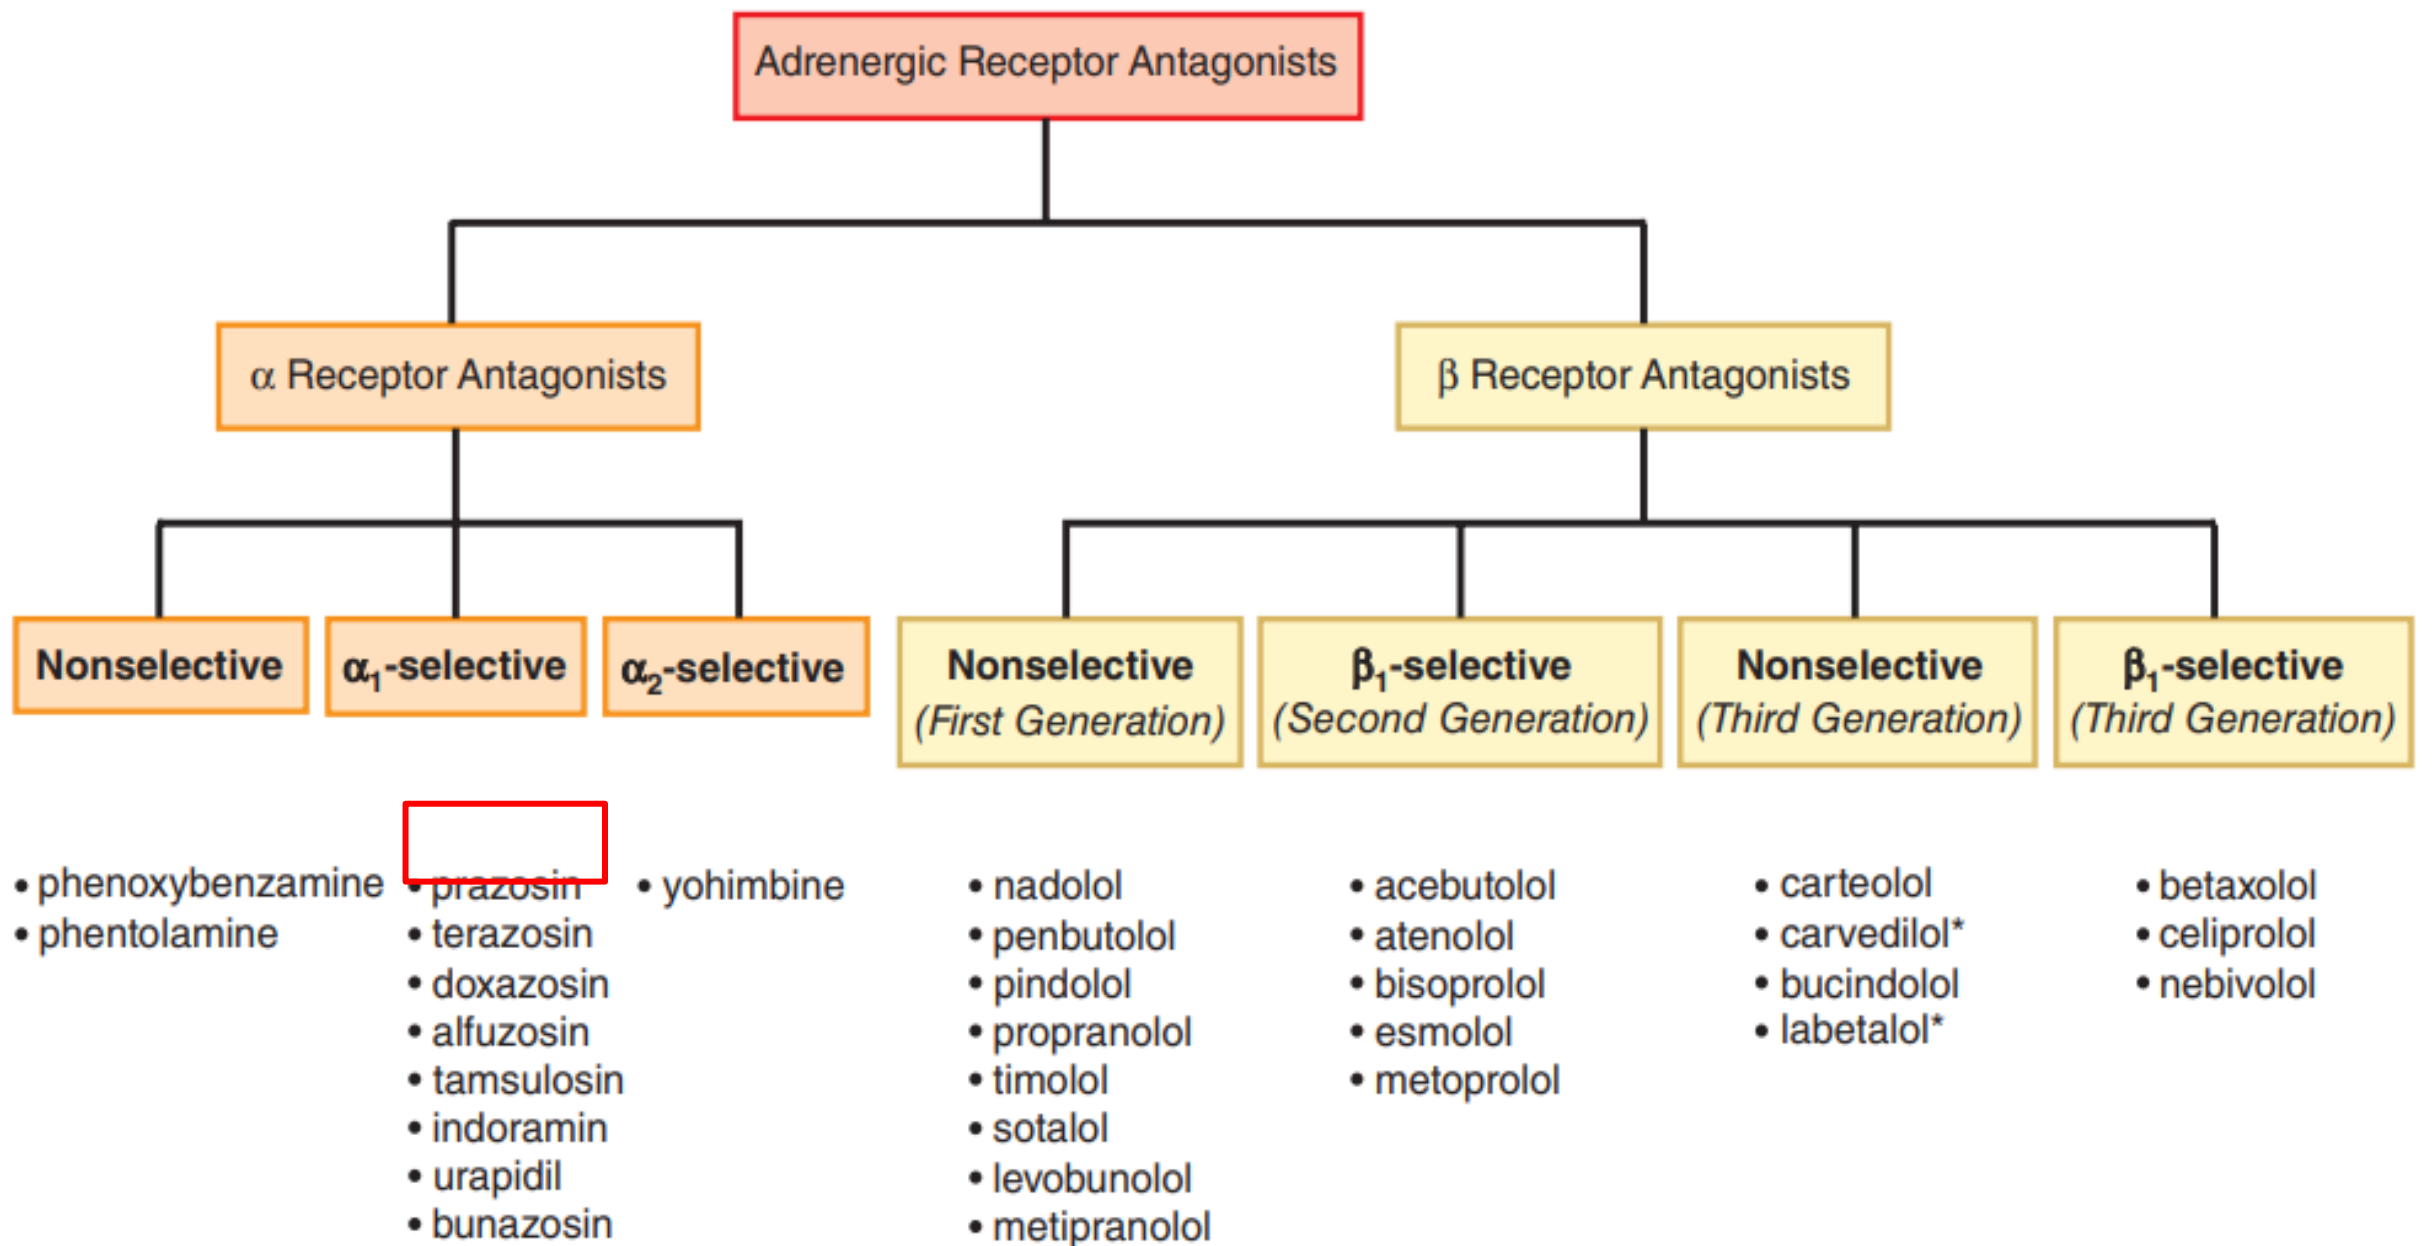 Adrenergic Receptor Antagonists
α Receptor Antagonists
β Receptor Antagonists
Nonselective
α1-selective
α2-selective
Nonselective
(First Generation)
β1-selective
(Second Generation)
Nonselective
(Third Generation)
β1-selective
(Third Generation)
• phenoxybenzamine
• phentolamine
• prazosin
• terazosin
• doxazosin
• alfuzosin
• tamsulosin
• indoramin
• urapidil
• bunazosin
• yohimbine
• nadolol
• penbutolol
• pindolol
• propranolol
• timolol
• sotalol
• levobunolol
• metipranolol
• acebutolol
• atenolol
• bisoprolol
• esmolol
• metoprolol
• carteolol
• carvedilol*
• bucindolol
• labetalol*
• betaxolol
• celiprolol
• nebivolol